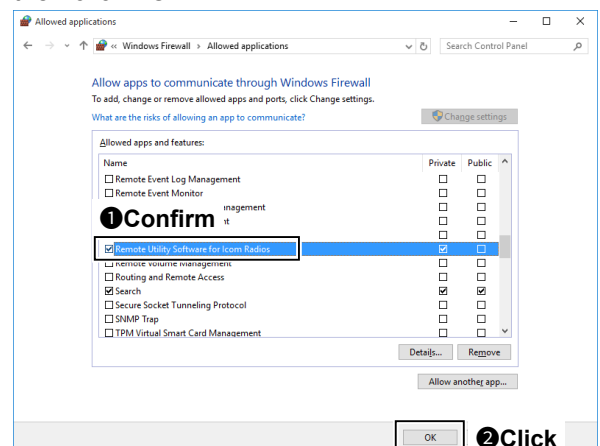 Allowed applications
« Windows Firewall > Allowed applications
Search Control Panel
Allow apps to communicate through Windows Firewall
To add, change or remove allowed apps and ports, click Change settings.
What are the risks of allowing an app to communicate?
Change settings
Allowed apps and features:
Name Private Public
Remote Event Log Management
Remote Event Monitor
❶Confirm
Remote Utility Software for Icom Radios
Remote Volume Management
Routing and Remote Access
Search
Secure Socket Tunneling Protocol
SNMP Trap
TPM Virtual Smart Card Management
Details... Remove
Allow another app...
OK
❷Click